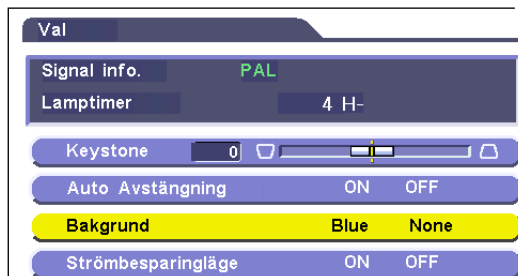 Val
Signal info. PAL
Lamptimer 4 H-
Keystone 0
Auto Avstängning ON OFF
Bakgrund Blue None
Strömbesparingläge ON OFF